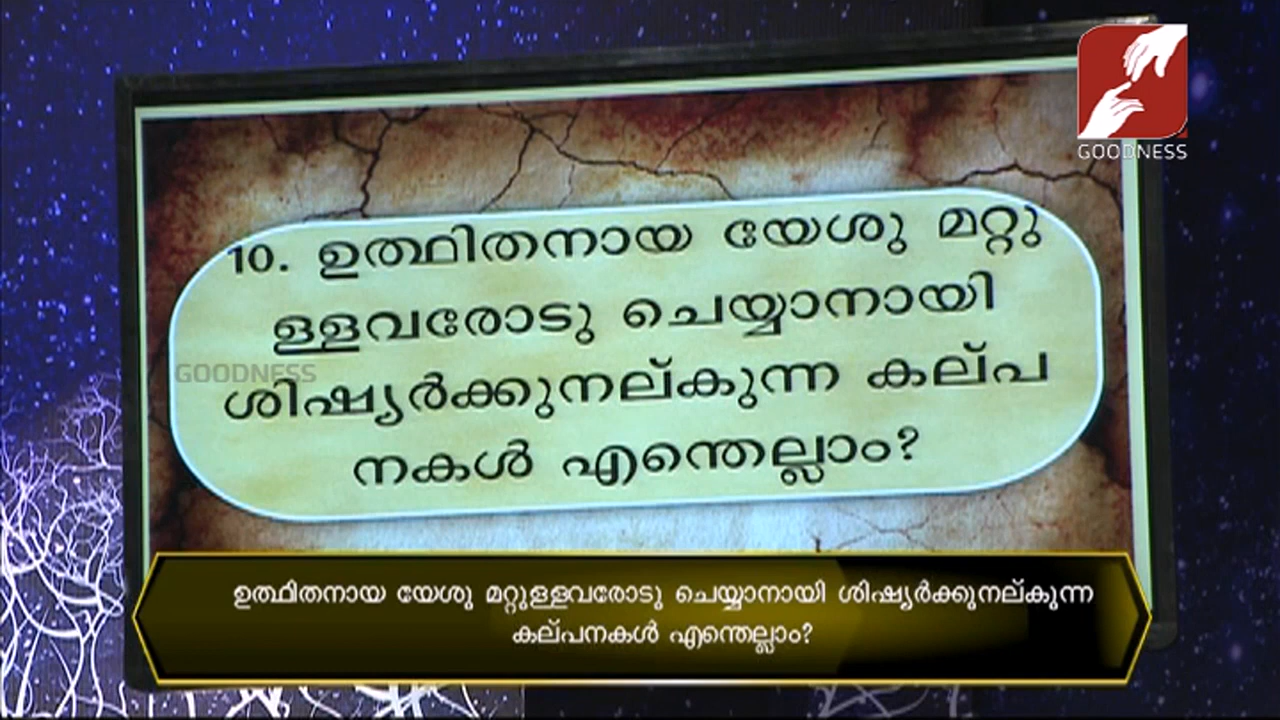 GOODNESS
10. ഉത്ഥിതനായ യേശു മറ്റു
ള്ളവരോടു ചെയ്യാനായി
GOODNESS
ശിഷ്യർക്കുനല്കുന്ന കല്പ
നകൾ എന്തെല്ലാം?
ഉത്ഥിതനായ യേശു മറ്റുള്ളവരോടു ചെയ്യാനായി ശിഷ്യർക്കുനല്കുന്ന
കല്പനകൾ എന്തെല്ലാം?